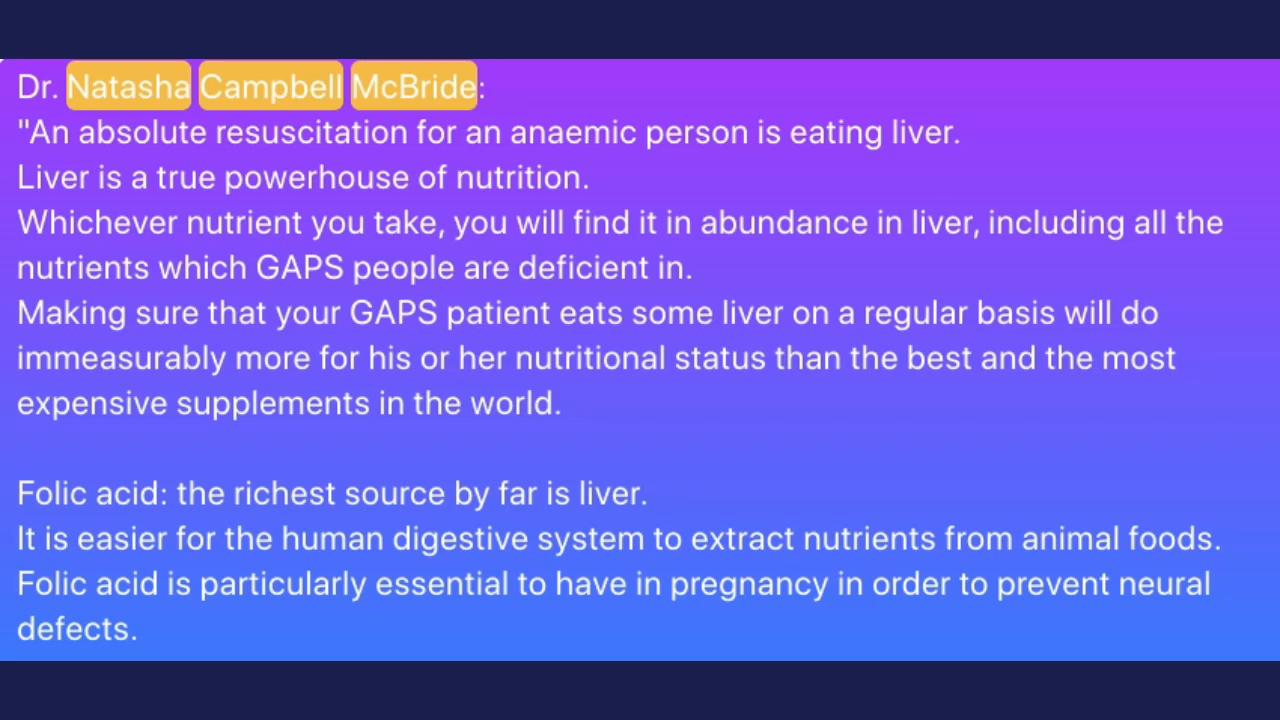 Dr. Natasha Campbell McBride:
"An absolute resuscitation for an anaemic person is eating liver.
Liver is a true powerhouse of nutrition.
Whichever nutrient you take, you will find it in abundance in liver, including all the
nutrients which GAPS people are deficient in.
Making sure that your GAPS patient eats some liver on a regular basis will do
immeasurably more for his or her nutritional status than the best and the most
expensive supplements in the world.
Folic acid: the richest source by far is liver.
It is easier for the human digestive system to extract nutrients from animal foods.
Folic acid is particularly essential to have in pregnancy in order to prevent neural
defects.